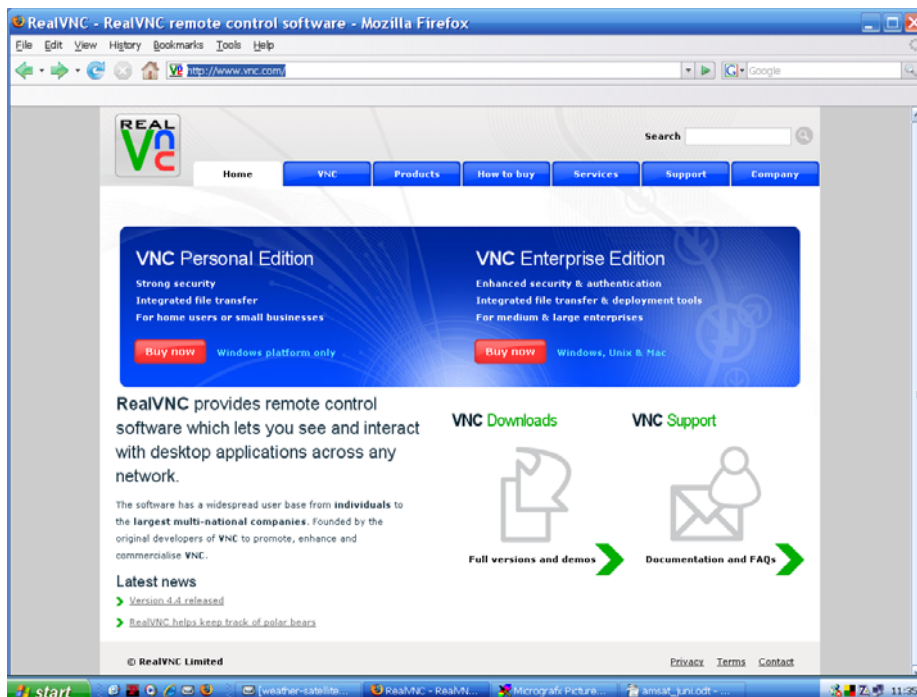 RealVNC - RealVNC remote control software - Mozilla Firefox
File Edit View History Bookmarks Tools Help
http://www.vnc.com/
Google
REAL
VNC
Search
Home VNC Products How to buy Services Support Company
VNC Personal Edition
Strong security
Integrated file transfer
For home users or small businesses
Buy now Windows platform only
VNC Enterprise Edition
Enhanced security & authentication
Integrated file transfer & deployment tools
For medium & large enterprises
Buy now Windows, Unix & Mac
RealVNC provides remote control
software which lets you see and interact
with desktop applications across any
network.
The software has a widespread user base from individuals to
the largest multi-national companies. Founded by the
original developers of VNC to promote, enhance and
commercialise VNC.
Latest news
Version 4.4 released
RealVNC helps keep track of polar bears
VNC Downloads
Full versions and demos
VNC Support
Documentation and FAQs
© RealVNC Limited
Privacy Terms Contact
start
[weather-satellite...
RealVNC - RealVN...
Micrografx Picture...
amsat_juni.odt - ...